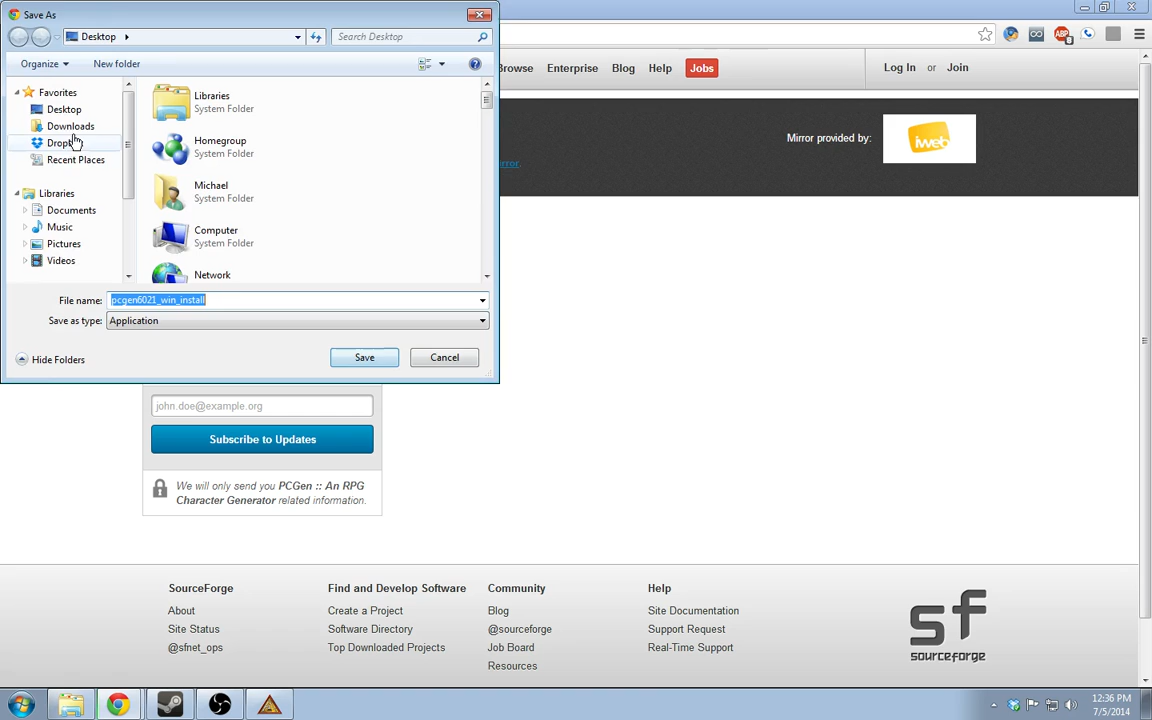 Save As
Desktop
Search Desktop
Organize
New folder
Favorites
Desktop
Downloads
Recent Places
Libraries
Documents
Music
Pictures
Videos
Libraries
System Folder
Homegroup
System Folder
Michael
System Folder
Computer
System Folder
Network
File name:
pcgen6021_win_install
Save as type:
Application
Hide Folders
Save
Cancel
Browse
Enterprise
Blog
Help
Jobs
Log In
or
Join
ABP
8
mirror.
Mirror provided by:
iweb
john.doe@example.org
Subscribe to Updates
We will only send you PCGen :: An RPG
Character Generator related information.
SourceForge
About
Site Status
@sfnet_ops
Find and Develop Software
Create a Project
Software Directory
Top Downloaded Projects
Community
Blog
@sourceforge
Job Board
Resources
Help
Site Documentation
Support Request
Real-Time Support
sf
sourceforge
12:36 PM
7/5/2014